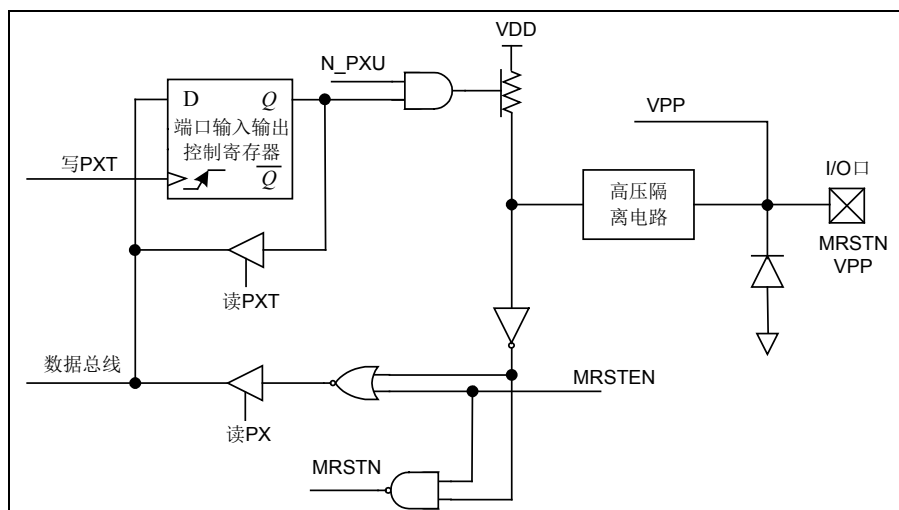 VDD
N_PXU
VPP
D
Q
端口输入输出
控制寄存器
Q
写PXT
I/O口
高压隔
离电路
MRSTN
VPP
读PXT
数据总线
MRSTEN
读PX
MRSTN